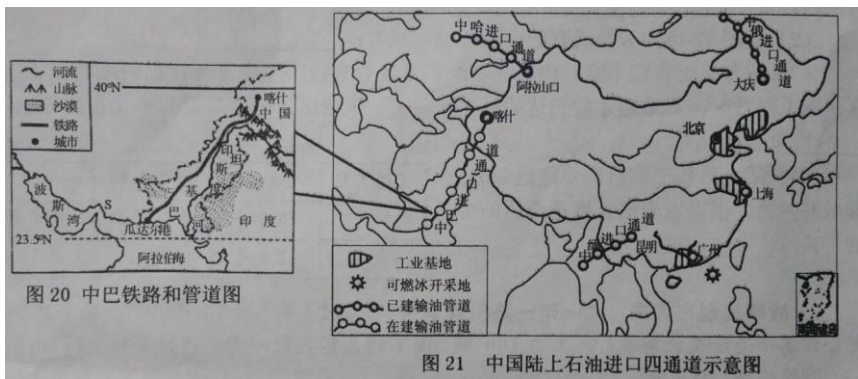 河流
山脉
沙漠
铁路
城市
40°N
喀什
中国
巴基斯坦
印度河
波斯湾
S
瓜达尔港
印度
23.5°N
阿拉伯海
图20 中巴铁路和管道图
中哈进口通道
阿拉山口
中俄进口通道
大庆
喀什
北京
上海
中巴进口通道
中缅进口通道
昆明
广州
工业基地
可燃冰开采地
已建输油管道
在建输油管道
图21 中国陆上石油进口四通道示意图